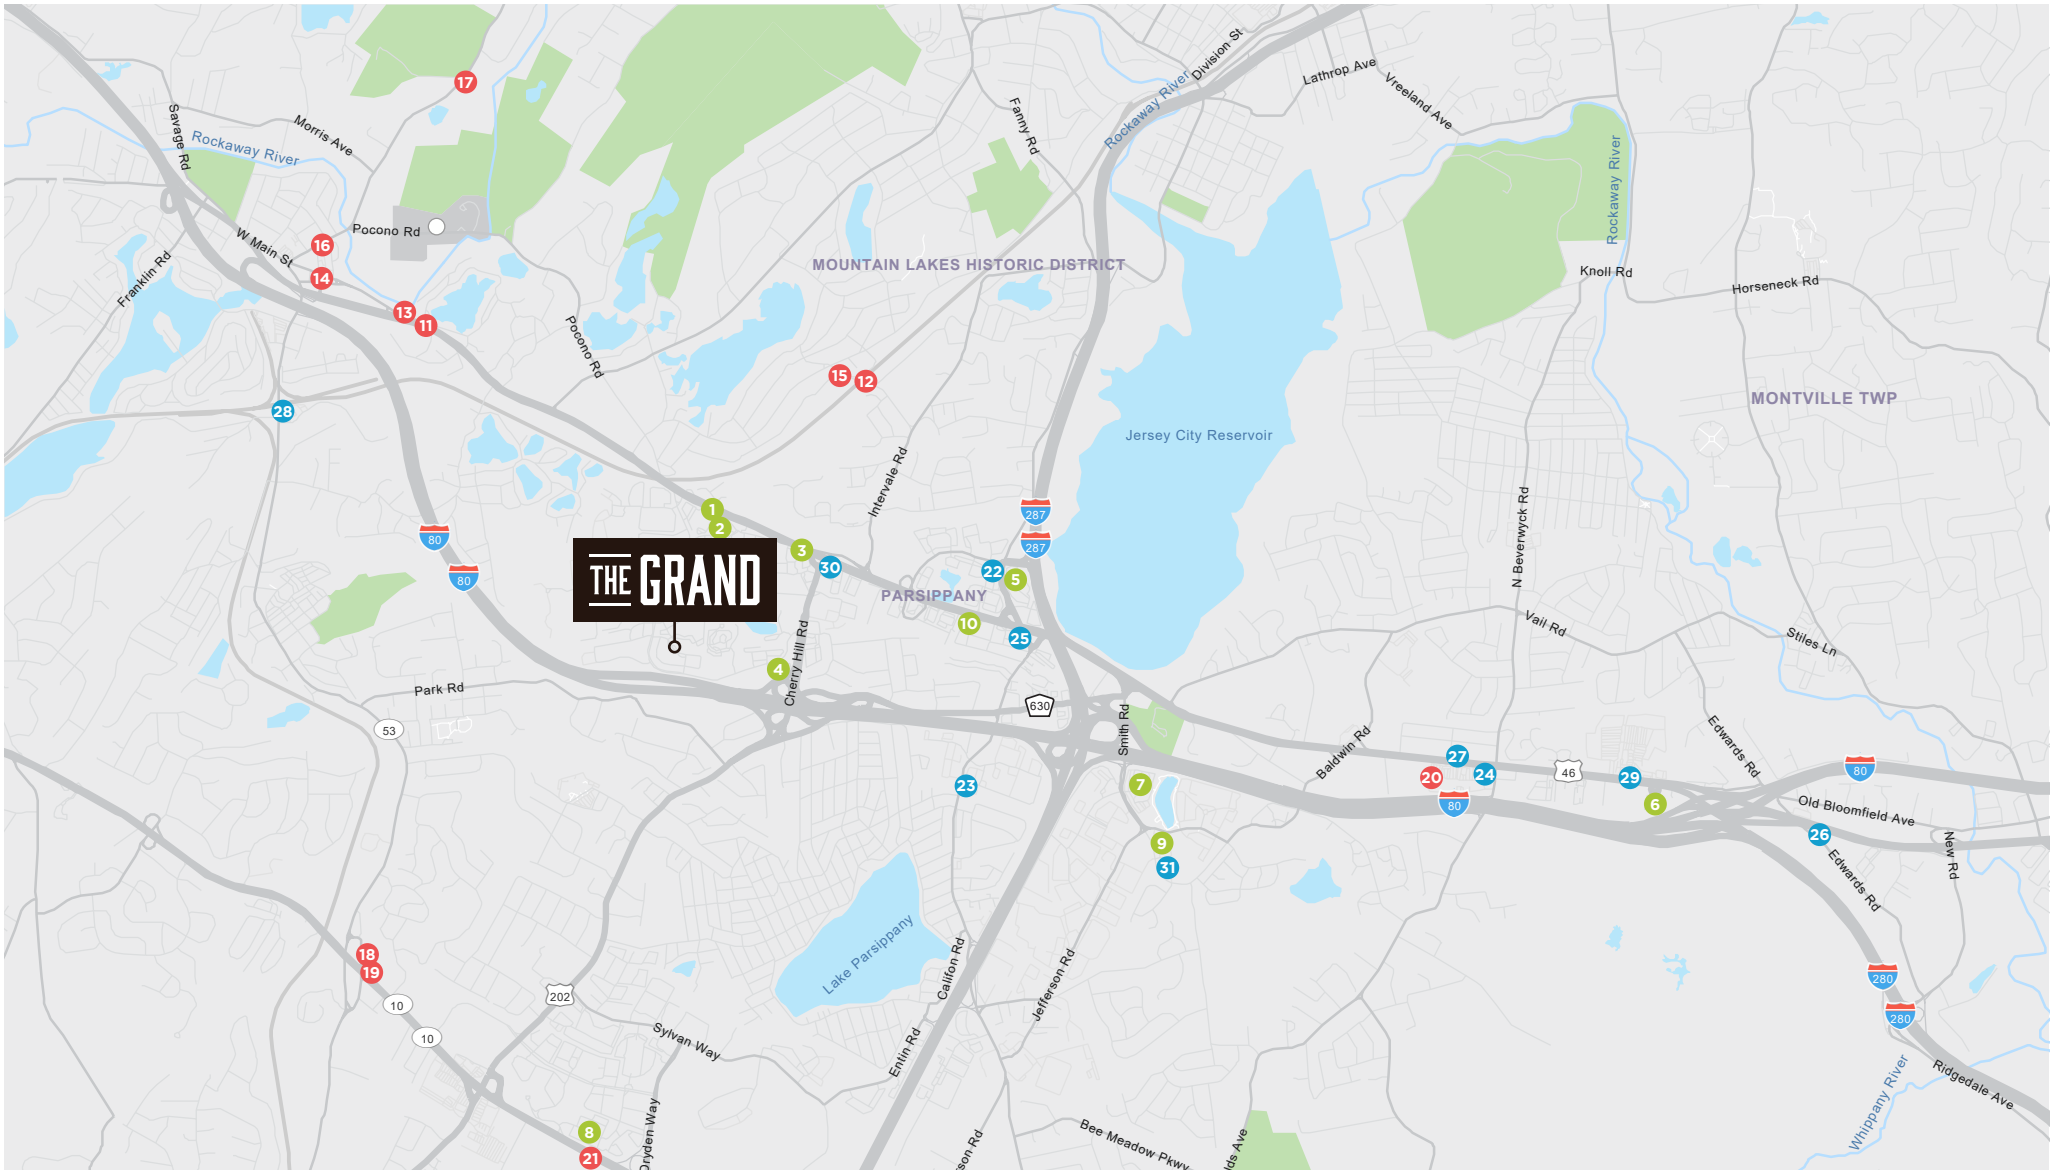 Division St
Lathrop Ave
Vreeland Ave
17
Fanny Rd
Rockaway River
Savage Rd
Morris Ave
Rockaway River
Rockaway River
Pocono Rd
16
W Main St
14
Franklin Rd
MOUNTAIN LAKES HISTORIC DISTRICT
Knoll Rd
Horseneck Rd
13
11
Pocono Rd
15
12
28
MONTVILLE TWP
Jersey City Reservoir
Intervale Rd
1
2
287
287
N Beverwyck Rd
80
80
3
30
THE GRAND
22
5
PARSIPPANY
10
25
Vail Rd
Stiles Ln
4
Cherry Hill Rd
Park Rd
53
630
Smith Rd
Baldwin Rd
Edwards Rd
27
20
24
46
29
80
7
23
80
6
Old Bloomfield Ave
26
9
31
Edwards Rd
New Rd
Lake Parsippany
Califon Rd
Jefferson Rd
18
19
10
10
202
280
280
Sylvan Way
Entin Rd
Whippany River
Ridgedale Ave
8
21
Dryden Way
son Rd
Bee Meadow Pkwy
lds Ave